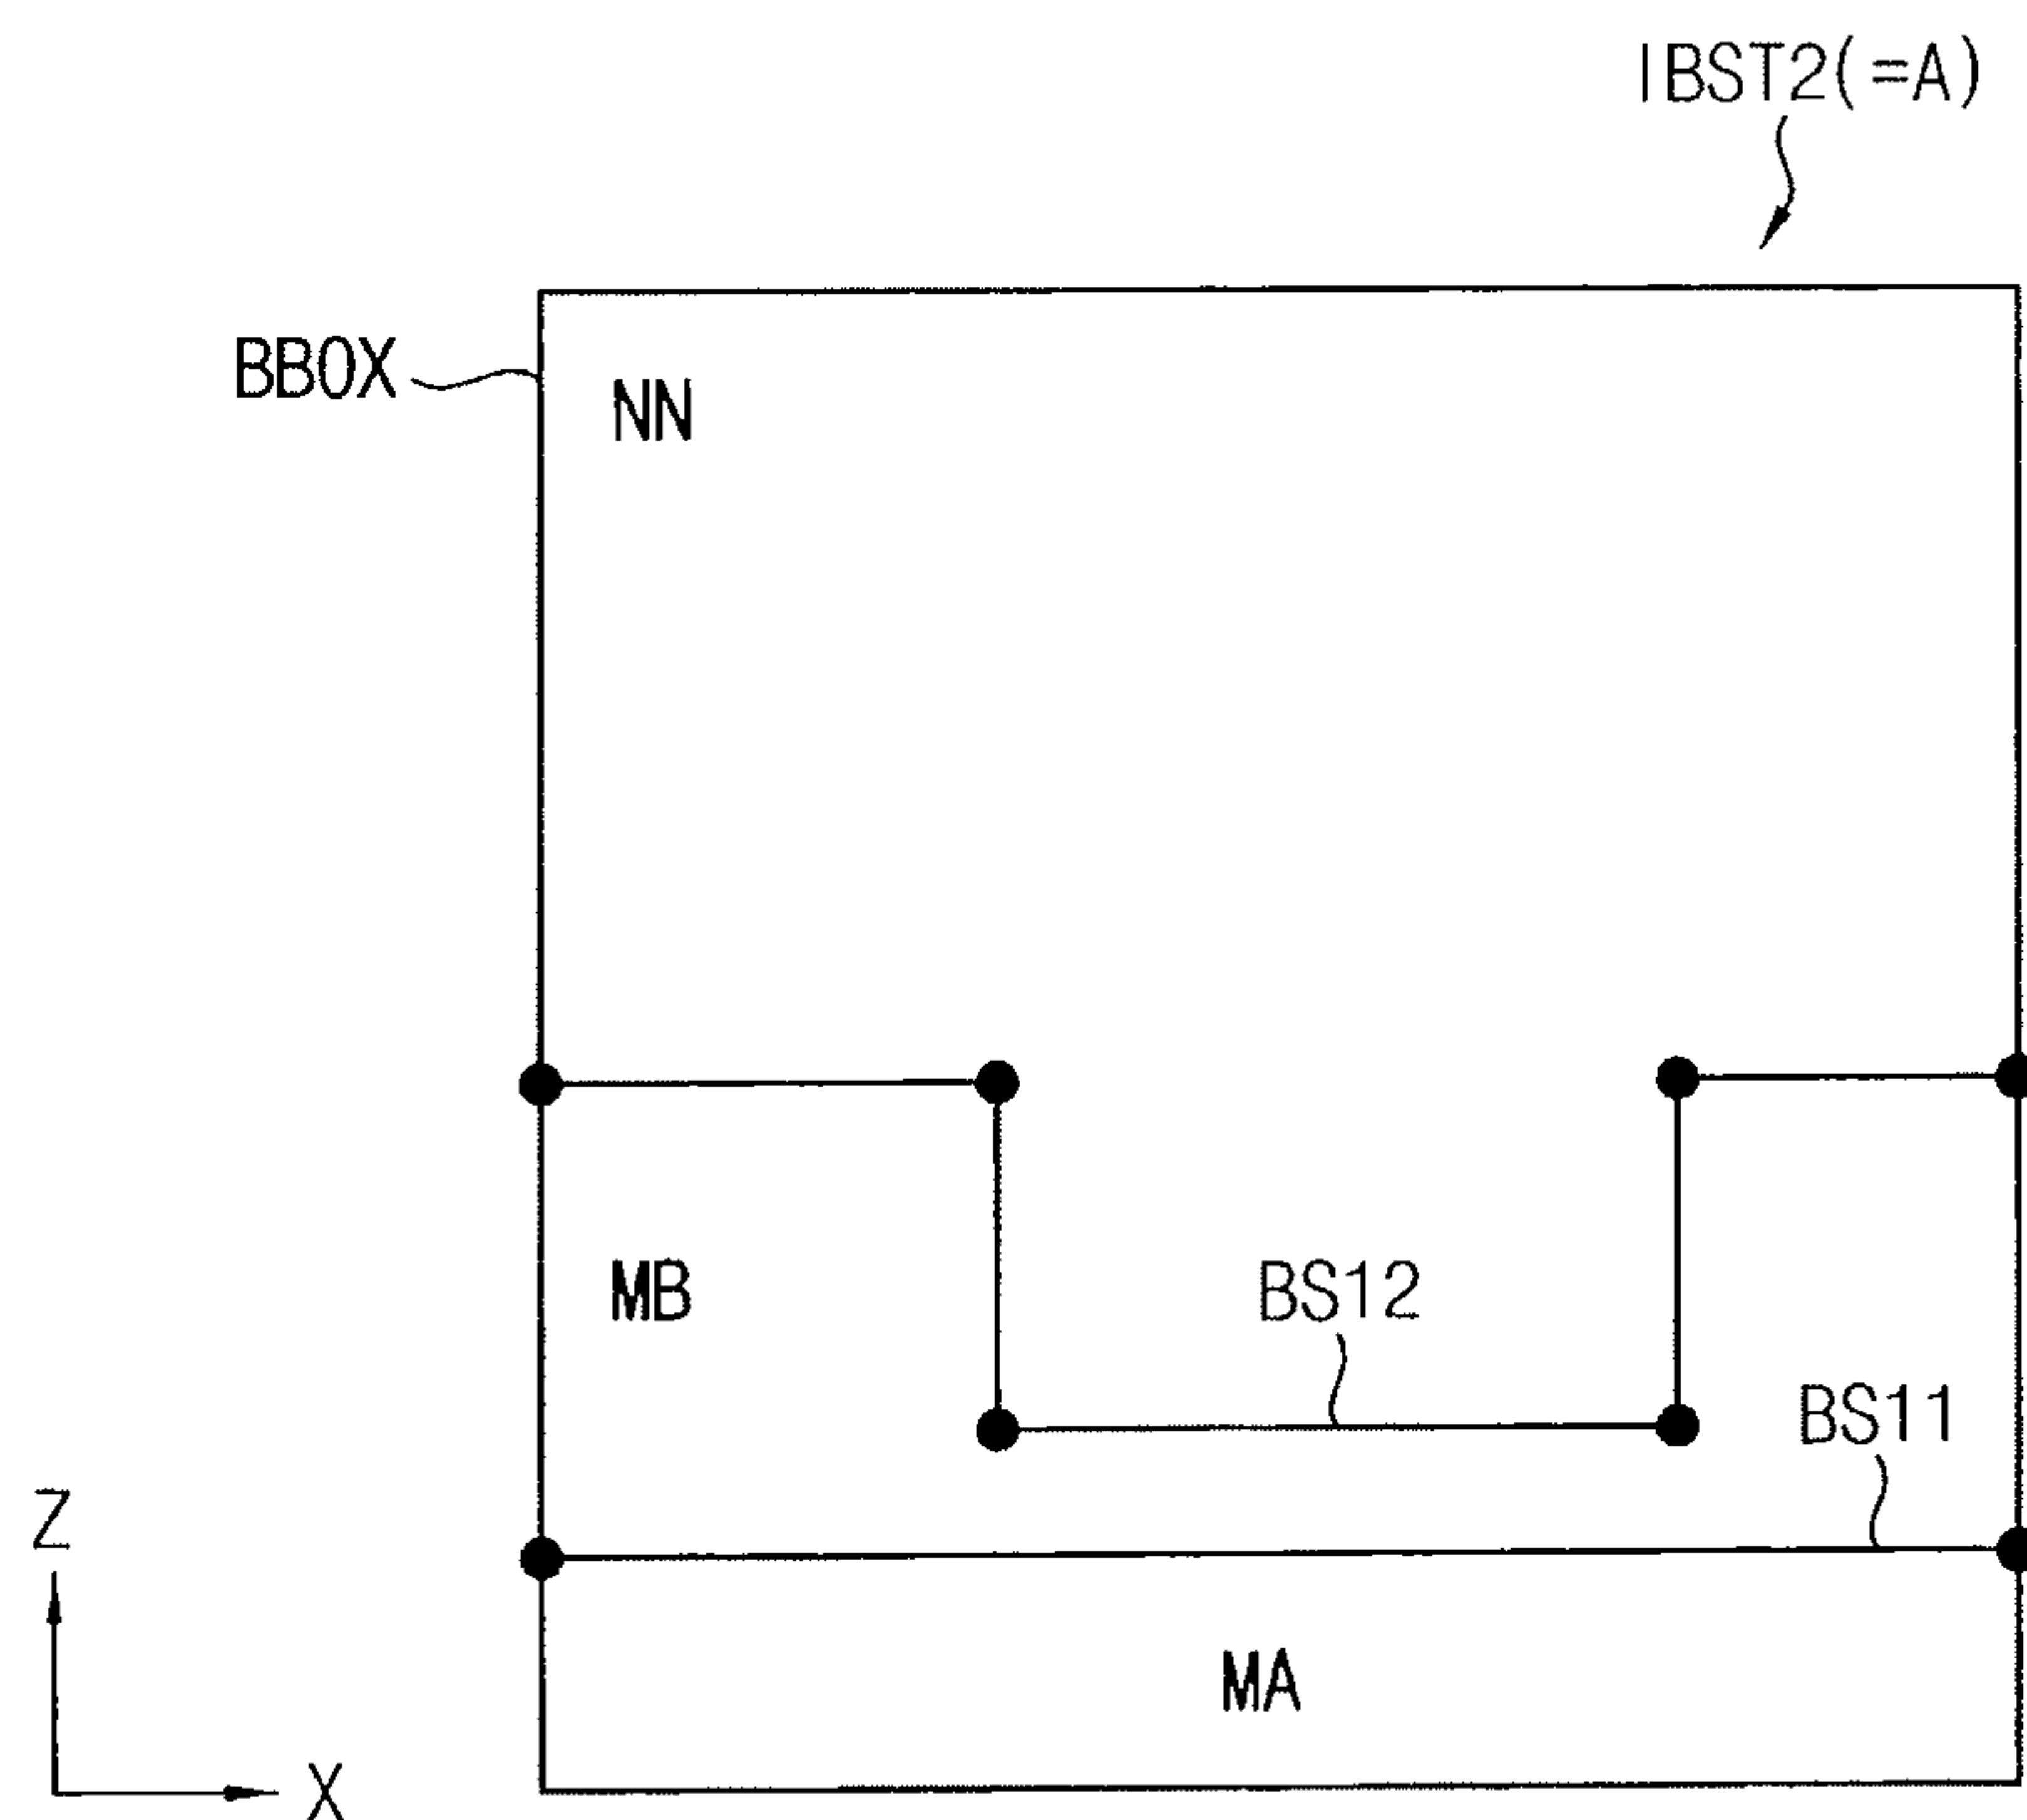 IBST2(=A)
BBOX
NN
MB
BS12
BS11
Z
MA
X